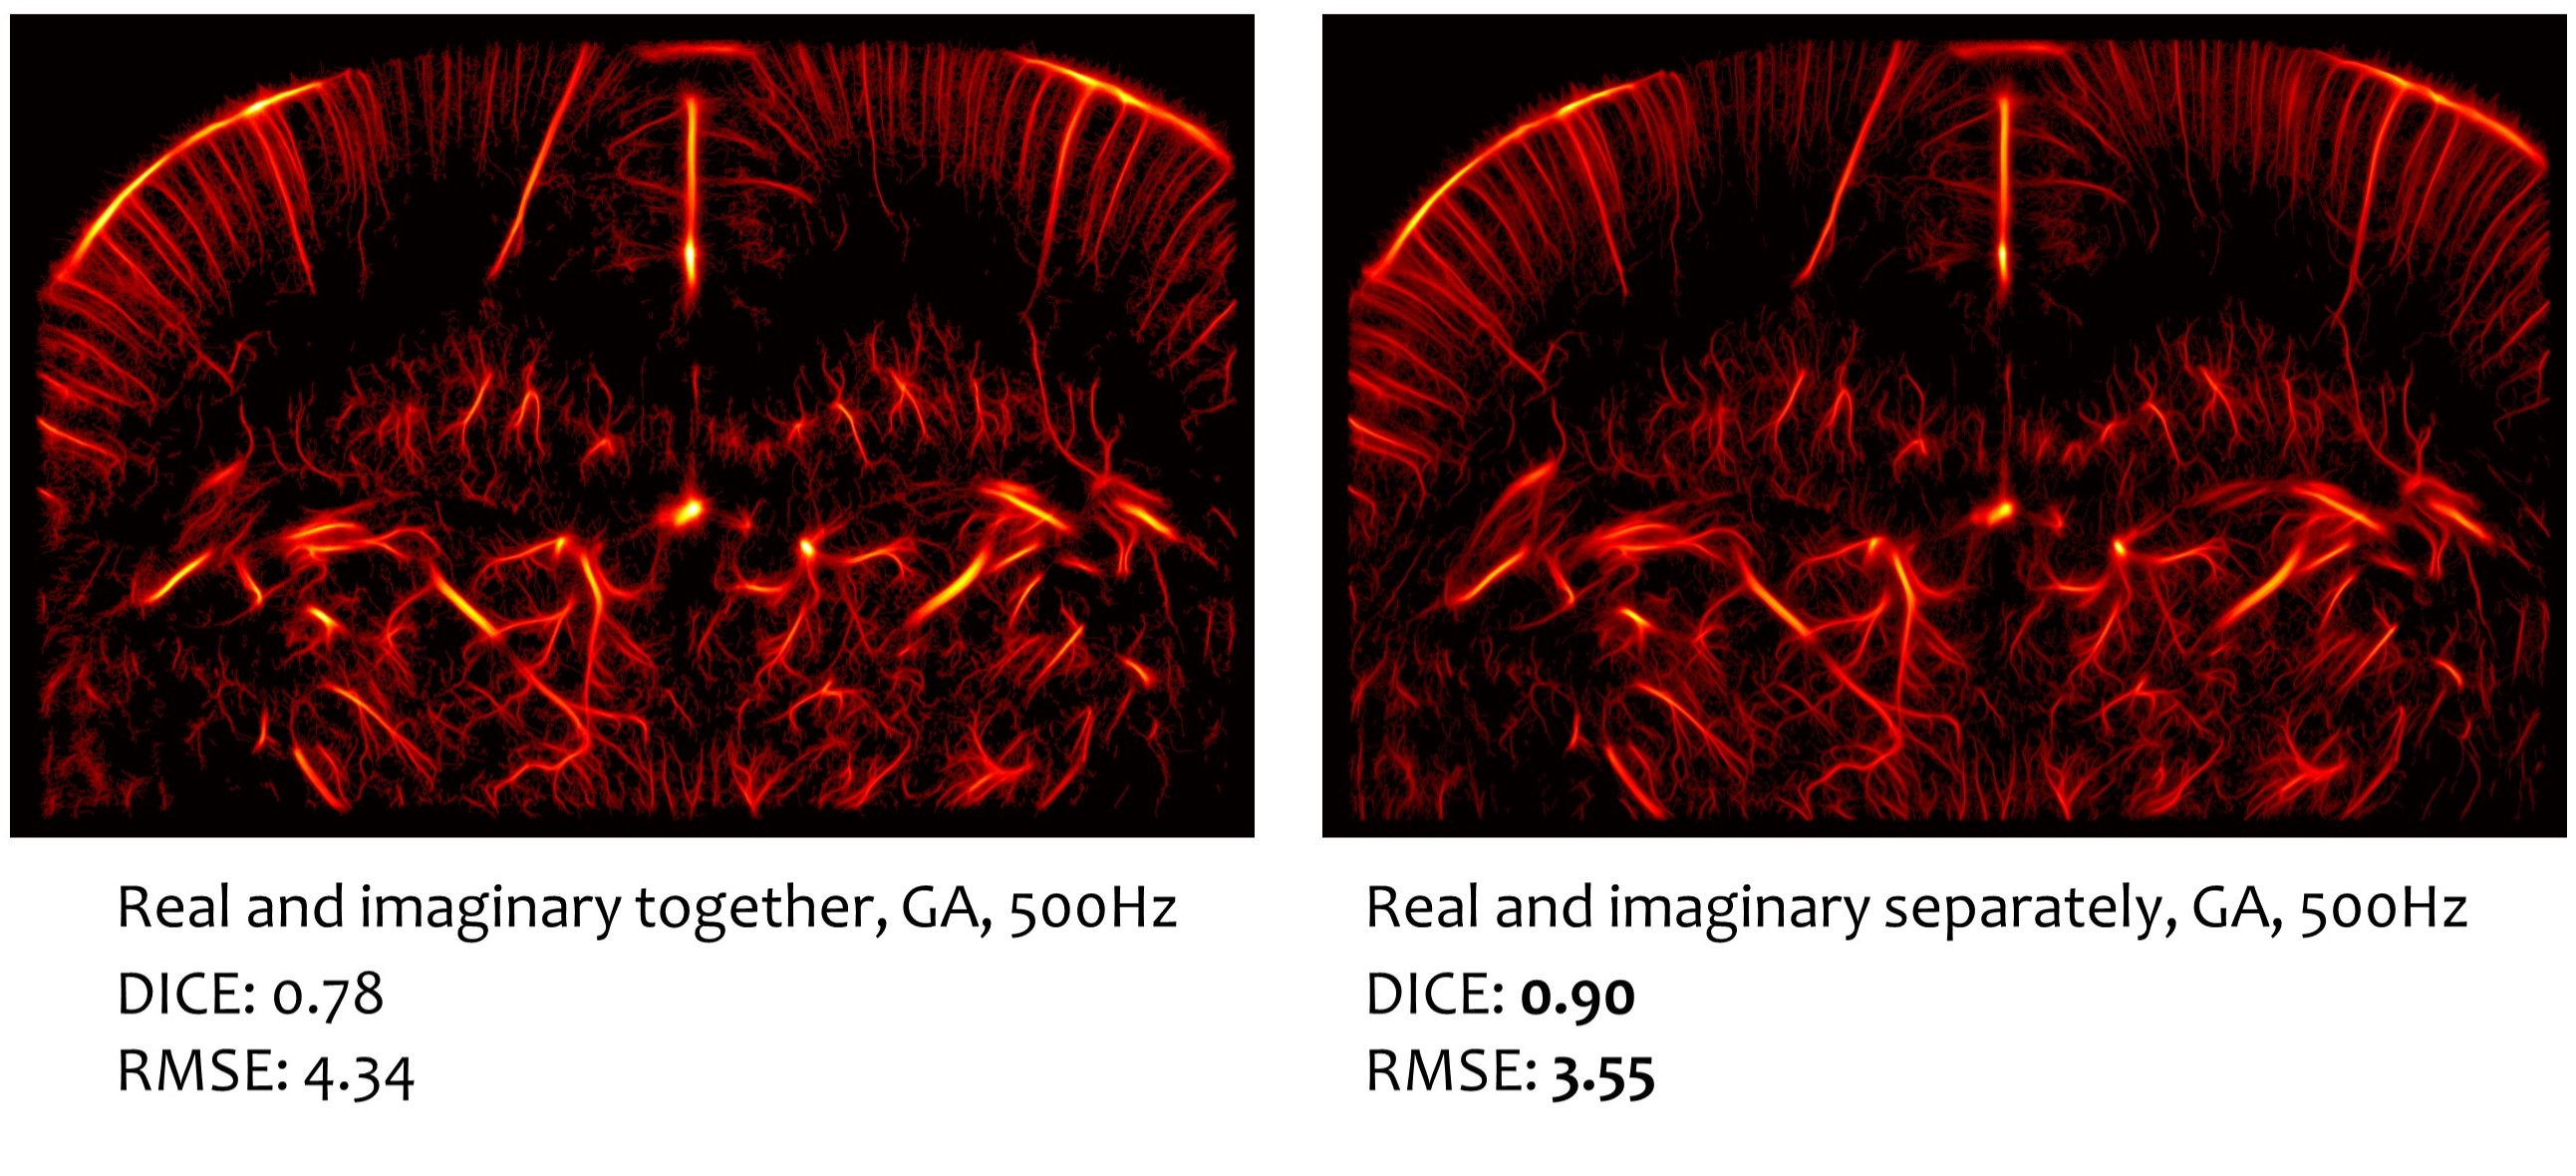 Real and imaginary together, GA, 500Hz
DICE: 0.78
RMSE: 4.34
Real and imaginary separately, GA, 500Hz
DICE: 0.90
RMSE: 3.55